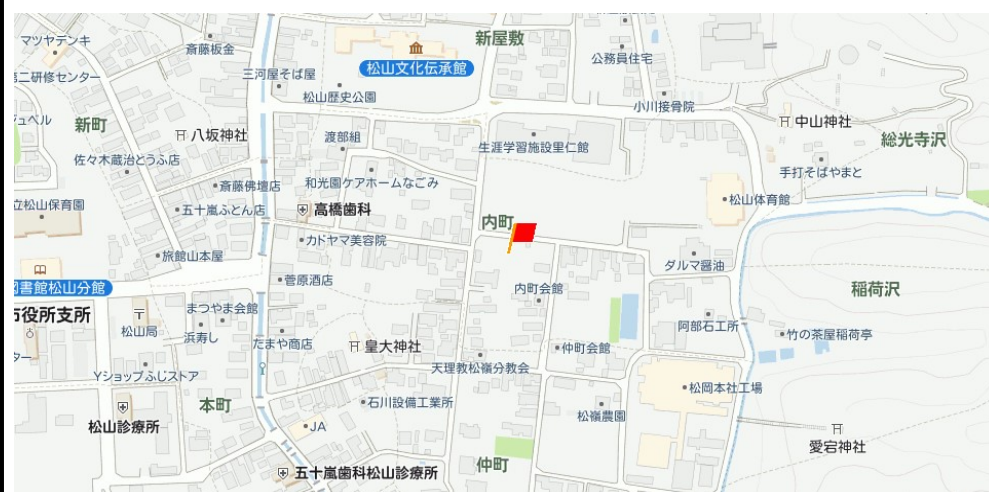 マツヤデンキ
斎藤板金
新屋敷
公務員住宅
松山文化伝承館
第二研修センター
三河屋そば屋
松山歴史公園
小川接骨院
新町
八坂神社
渡部組
生涯学習施設里仁館
中山神社
総光寺沢
佐々木蔵治とうふ店
斎藤佛壇店
和光園ケアホームなごみ
手打そばやまと
立松山保育園
五十嵐ふとん店
高橋歯科
内町
松山体育館
カドヤマ美容院
旅館山本屋
ダルマ醤油
図書館松山分館
菅原酒店
内町会館
稲荷沢
市役所支所
まつやま会館
松山局
浜寿し
たまや商店
皇大神社
仲町会館
阿部石工所
竹の茶屋稲荷亭
ター
Yショップふじストア
天理教松嶺分教会
本町
石川設備工業所
松岡本社工場
松山診療所
JA
松嶺農園
愛宕神社
五十嵐歯科松山診療所
仲町